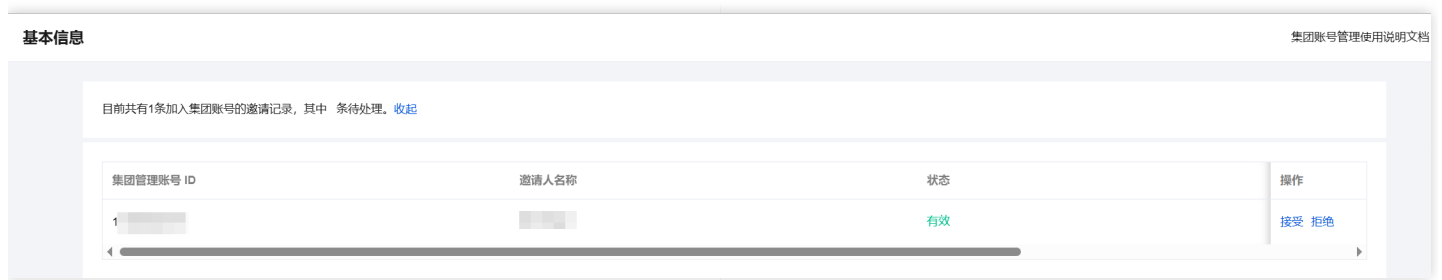 基本信息
集团账号管理使用说明文档
目前共有1条加入集团账号的邀请记录，其中 条待处理。收起
集团管理账号 ID 邀请人名称 状态 操作
1 有效 接受 拒绝